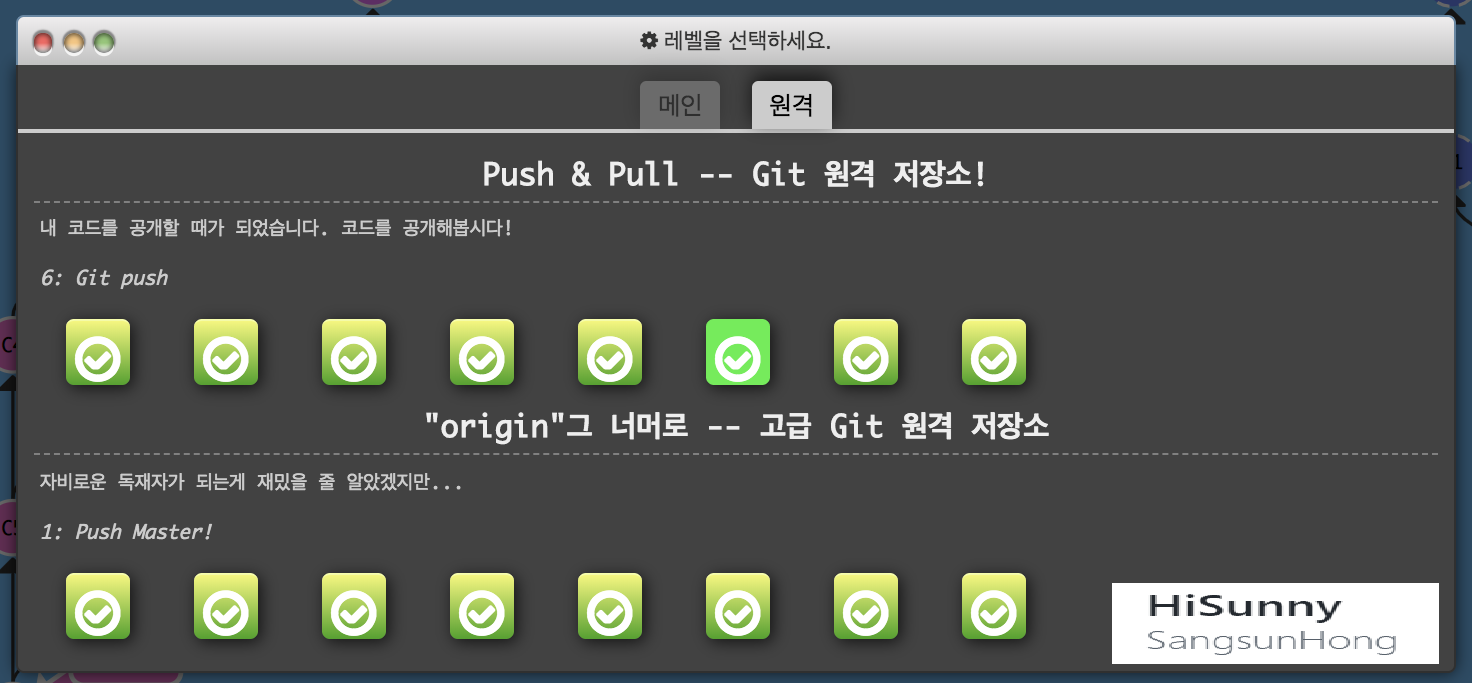 레벨을 선택하세요.
메인 원격
Push & Pull -- Git 원격 저장소!
내 코드를 공개할 때가 되었습니다. 코드를 공개해봅시다!
6: Git push
"origin"그 너머로 -- 고급 Git 원격 저장소
자비로운 독재자가 되는게 재밌을 줄 알았겠지만...
1: Push Master!
HiSunny
SangsunHong